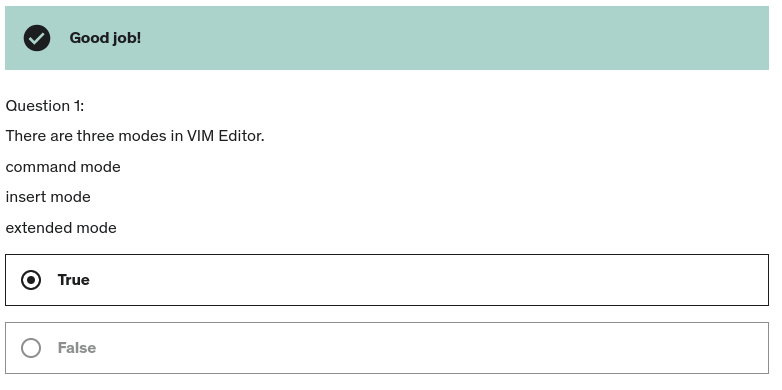 Good job!
Question 1:
There are three modes in VIM Editor.
command mode
insert mode
extended mode
True
False